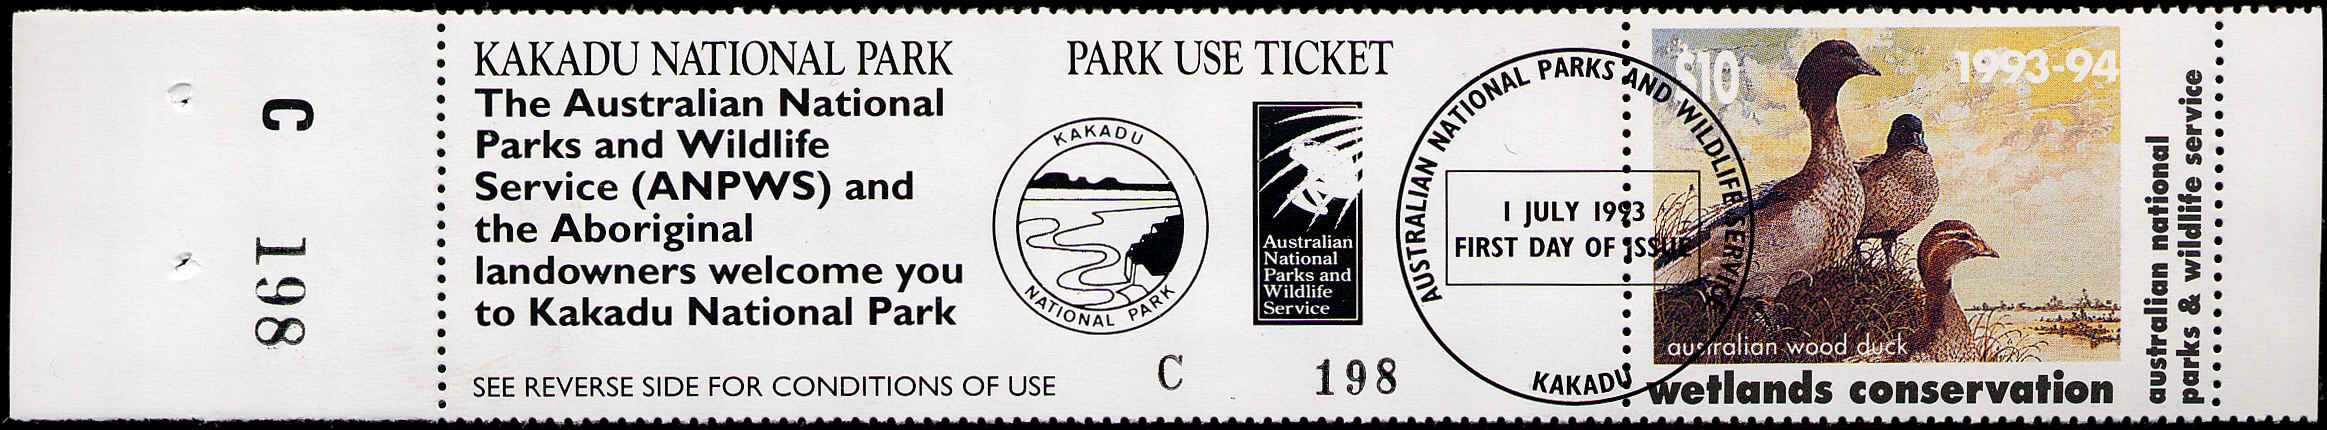 C 198
KAKADU NATIONAL PARK
The Australian National
Parks and Wildlife
Service (ANPWS) and
the Aboriginal
landowners welcome you
to Kakadu National Park
SEE REVERSE SIDE FOR CONDITIONS OF USE
PARK USE TICKET
KAKADU
NATIONAL PARK
Australian
National
Parks and
Wildlife
Service
C 198
AUSTRALIAN NATIONAL PARKS AND WILDLIFE SERVICE
1 JULY 1993
FIRST DAY OF ISSUE
KAKADU
$10
1993-94
australian wood duck
wetlands conservation
australian national
parks & wildlife service